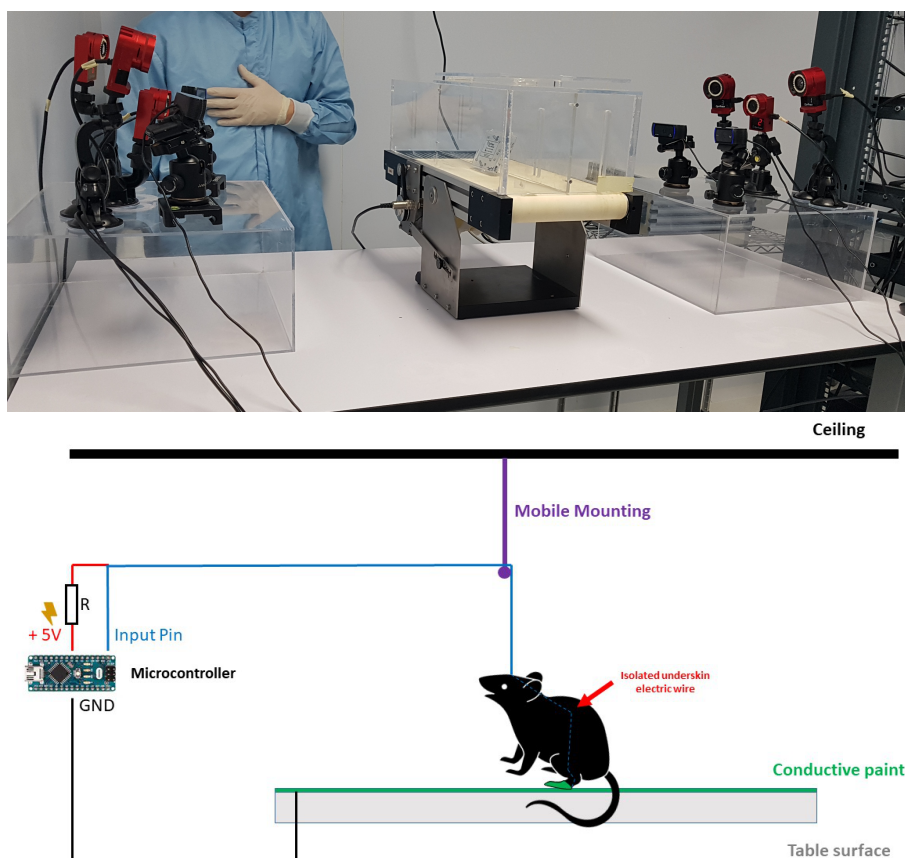 Ceiling
Mobile Mounting
R
+ 5V
Input Pin
Microcontroller
GND
Isolated underskin
electric wire
Conductive paint
Table surface